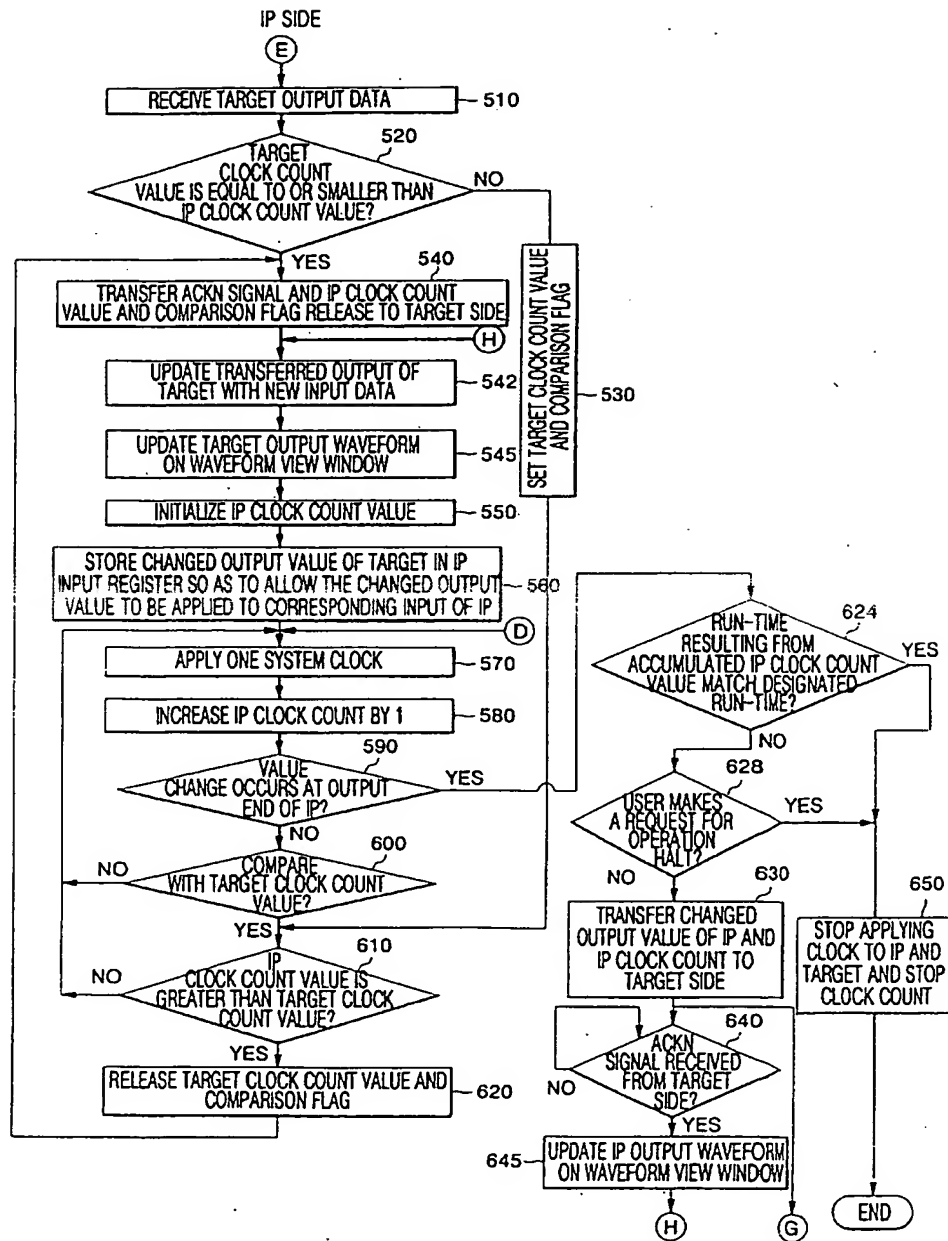 IP SIDE
E
RECEIVE TARGET OUTPUT DATA
510
520
TARGET
CLOCK COUNT
VALUE IS EQUAL TO OR SMALLER THAN
IP CLOCK COUNT VALUE?
NO
YES
540
TRANSFER ACKN SIGNAL AND IP CLOCK COUNT
VALUE AND COMPARISON FLAG RELEASE TO TARGET SIDE
H
SET TARGET CLOCK COUNT VALUE
AND COMPARISON FLAG
530
UPDATE TRANSFERRED OUTPUT OF
TARGET WITH NEW INPUT DATA
542
UPDATE TARGET OUTPUT WAVEFORM
ON WAVEFORM VIEW WINDOW
545
INITIALIZE IP CLOCK COUNT VALUE
550
STORE CHANGED OUTPUT VALUE OF TARGET IN IP
INPUT REGISTER SO AS TO ALLOW THE CHANGED OUTPUT
VALUE TO BE APPLIED TO CORRESPONDING INPUT OF IP
560
D
APPLY ONE SYSTEM CLOCK
570
INCREASE IP CLOCK COUNT BY 1
580
590
VALUE
CHANGE OCCURS AT OUTPUT
END OF IP?
YES
NO
600
COMPARE
WITH TARGET CLOCK COUNT
VALUE?
NO
YES
610
IP
CLOCK COUNT VALUE IS
GREATER THAN TARGET CLOCK
COUNT VALUE?
NO
YES
RELEASE TARGET CLOCK COUNT VALUE AND
COMPARISON FLAG
620
624
RUN-TIME
RESULTING FROM
ACCUMULATED IP CLOCK COUNT
VALUE MATCH DESIGNATED
RUN-TIME?
YES
NO
628
USER MAKES
A REQUEST FOR
OPERATION
HALT?
YES
NO
630
TRANSFER CHANGED
OUTPUT VALUE OF IP AND
IP CLOCK COUNT TO
TARGET SIDE
650
STOP APPLYING
CLOCK TO IP AND
TARGET AND STOP
CLOCK COUNT
640
ACKN
SIGNAL RECEIVED
FROM TARGET
SIDE?
NO
YES
645
UPDATE IP OUTPUT WAVEFORM
ON WAVEFORM VIEW WINDOW
H
G
END